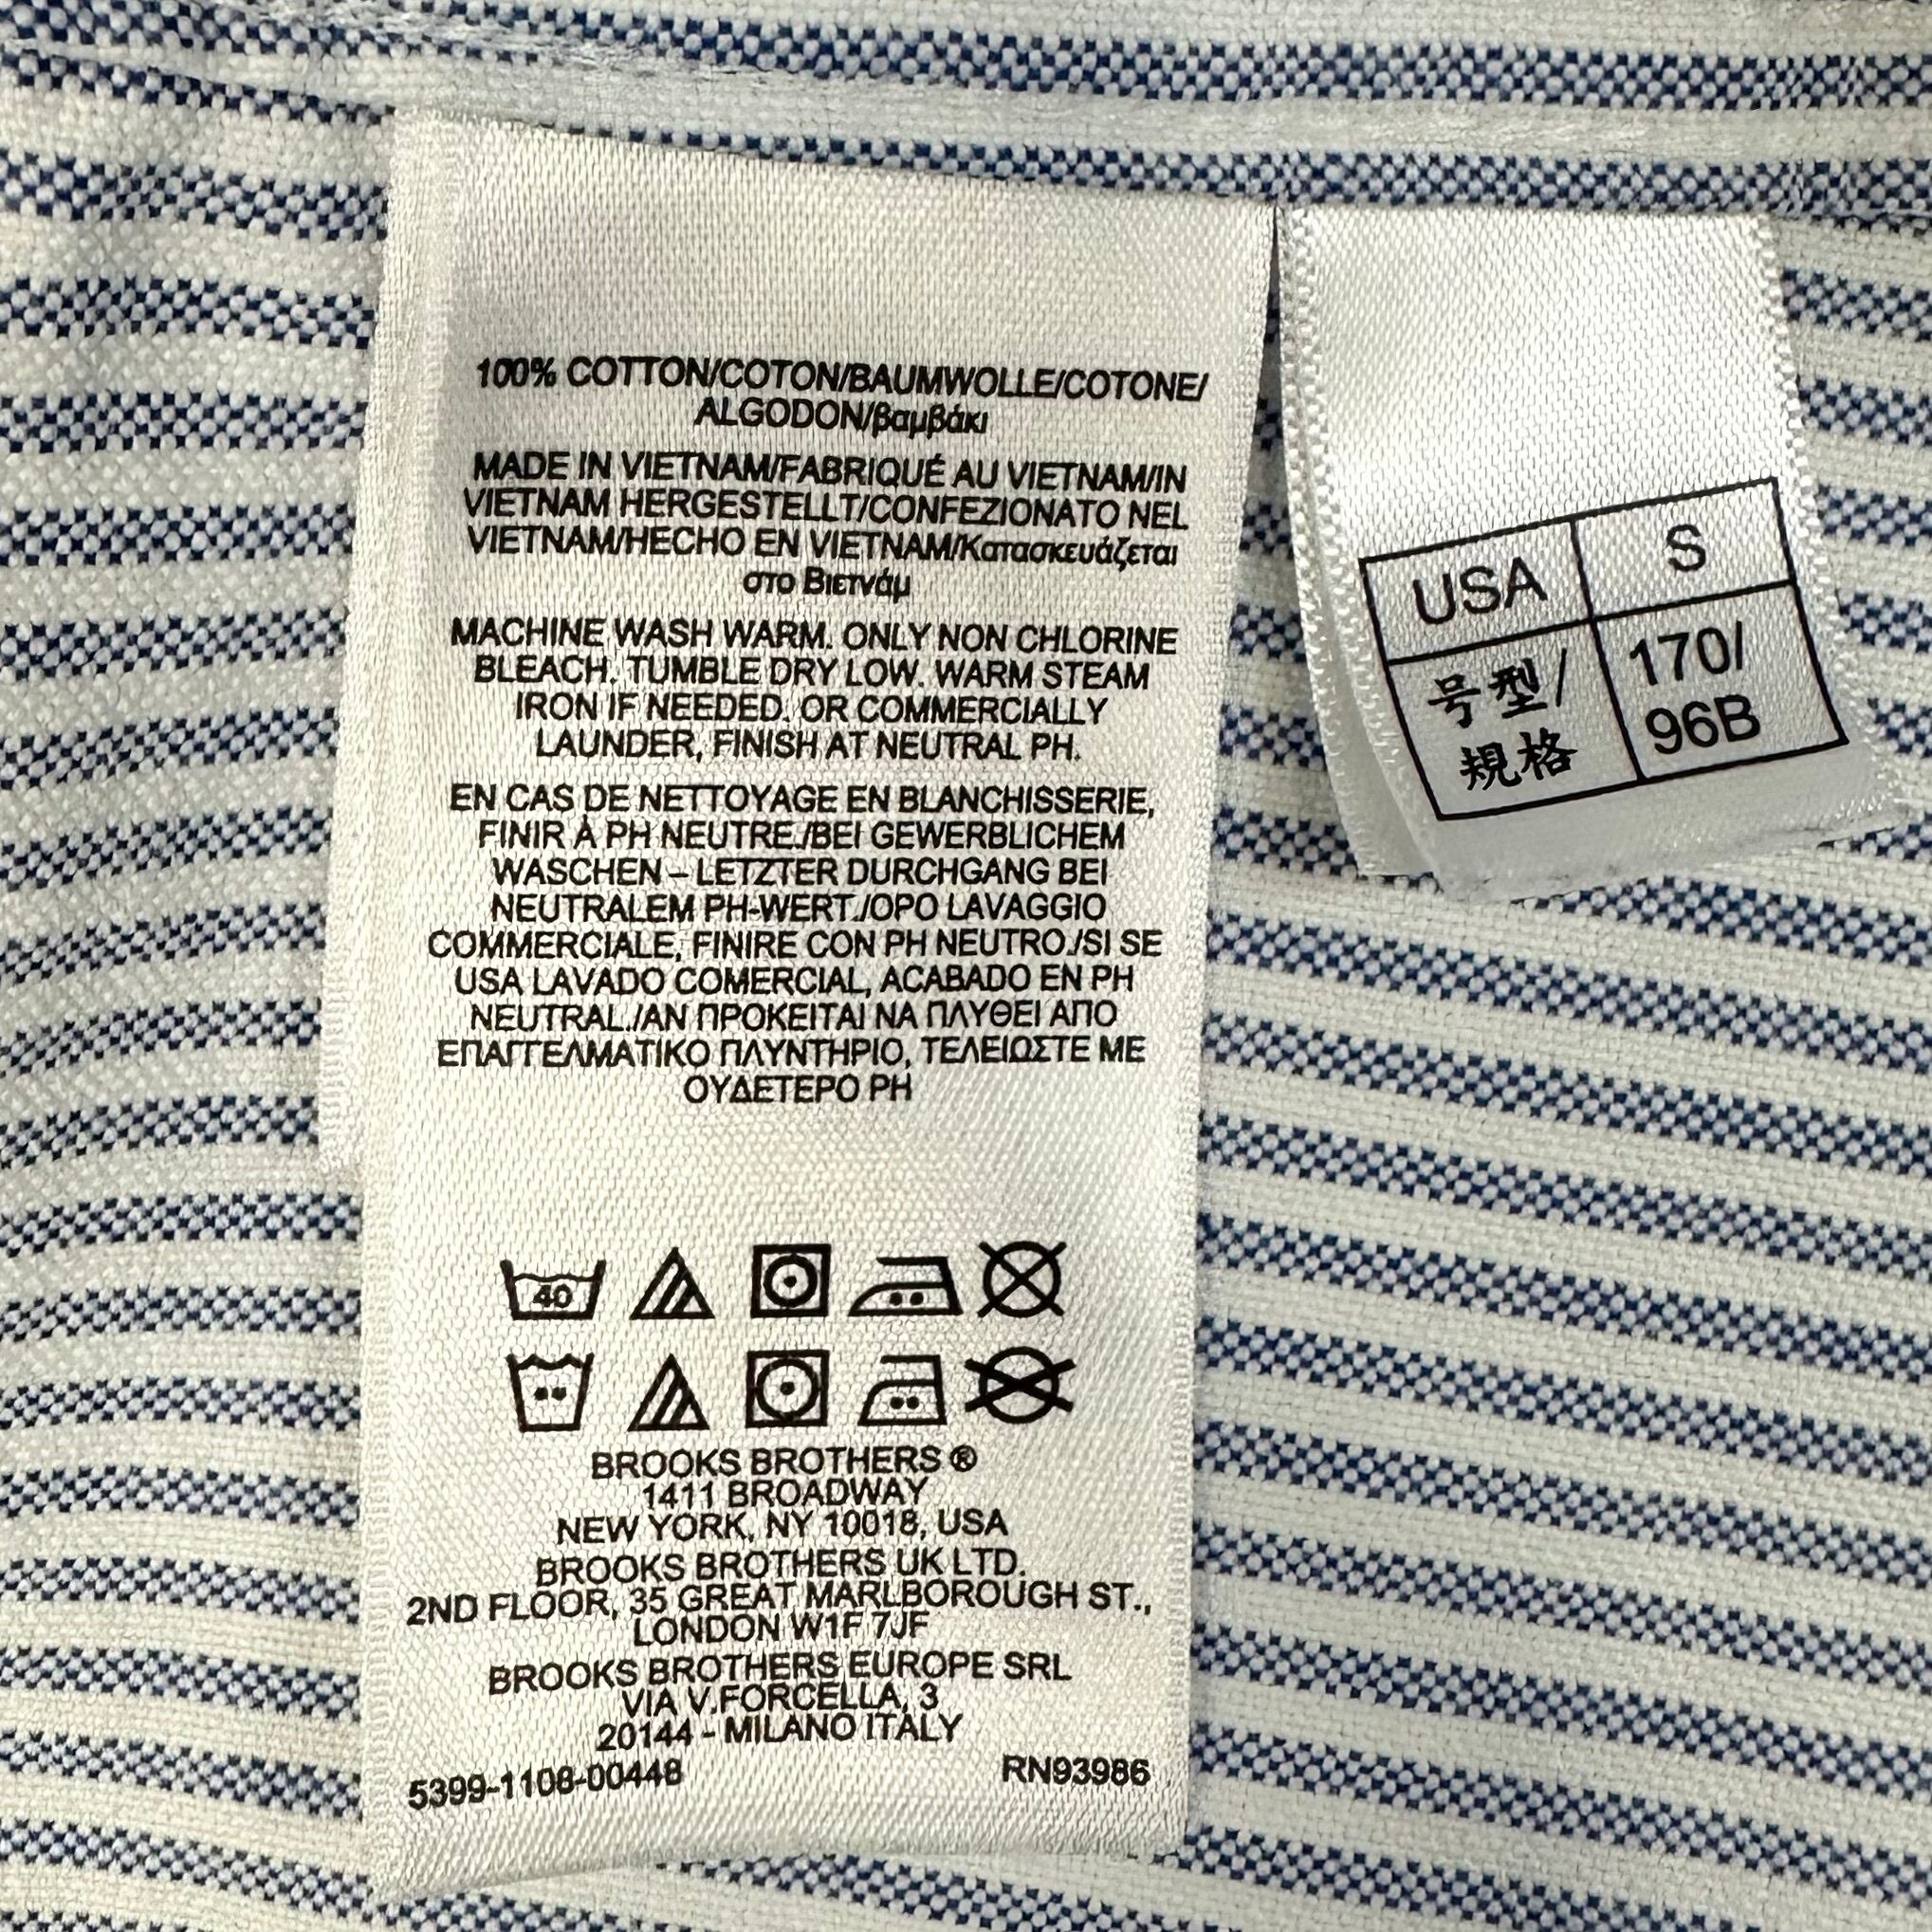 100% COTTON/COTON/BAUMWOLLE/COTONE/
ALGODON/βαμβάκι
MADE IN VIETNAM/FABRIQUÉ AU VIETNAM/IN
VIETNAM HERGESTELLT/CONFEZIONATO NEL
VIETNAM/HECHO EN VIETNAM/Κατασκευάζεται
στο Βιετνάμ
MACHINE WASH WARM. ONLY NON CHLORINE
BLEACH. TUMBLE DRY LOW. WARM STEAM
IRON IF NEEDED. OR COMMERCIALLY
LAUNDER, FINISH AT NEUTRAL PH.
EN CAS DE NETTOYAGE EN BLANCHISSERIE,
FINIR À PH NEUTRE./BEI GEWERBLICHEM
WASCHEN – LETZTER DURCHGANG BEI
NEUTRALEM PH-WERT./OPO LAVAGGIO
COMMERCIALE, FINIRE CON PH NEUTRO./SI SE
USA LAVADO COMERCIAL, ACABADO EN PH
NEUTRAL./ΑΝ ΠΡΟΚΕΙΤΑΙ ΝΑ ΠΛΥΘΕΙ ΑΠΟ
ΕΠΑΓΓΕΛΜΑΤΙΚΟ ΠΛΥΝΤΗΡΙΟ, ΤΕΛΕΙΩΣΤΕ ΜΕ
ΟΥΔΕΤΕΡΟ PH
40
BROOKS BROTHERS ®
1411 BROADWAY
NEW YORK, NY 10018, USA
BROOKS BROTHERS UK LTD.
2ND FLOOR, 35 GREAT MARLBOROUGH ST.,
LONDON W1F 7JF
BROOKS BROTHERS EUROPE SRL
VIA V.FORCELLA, 3
20144 - MILANO ITALY
5399-1108-00448 RN93986
USA S
号型/ 170/
規格 96B